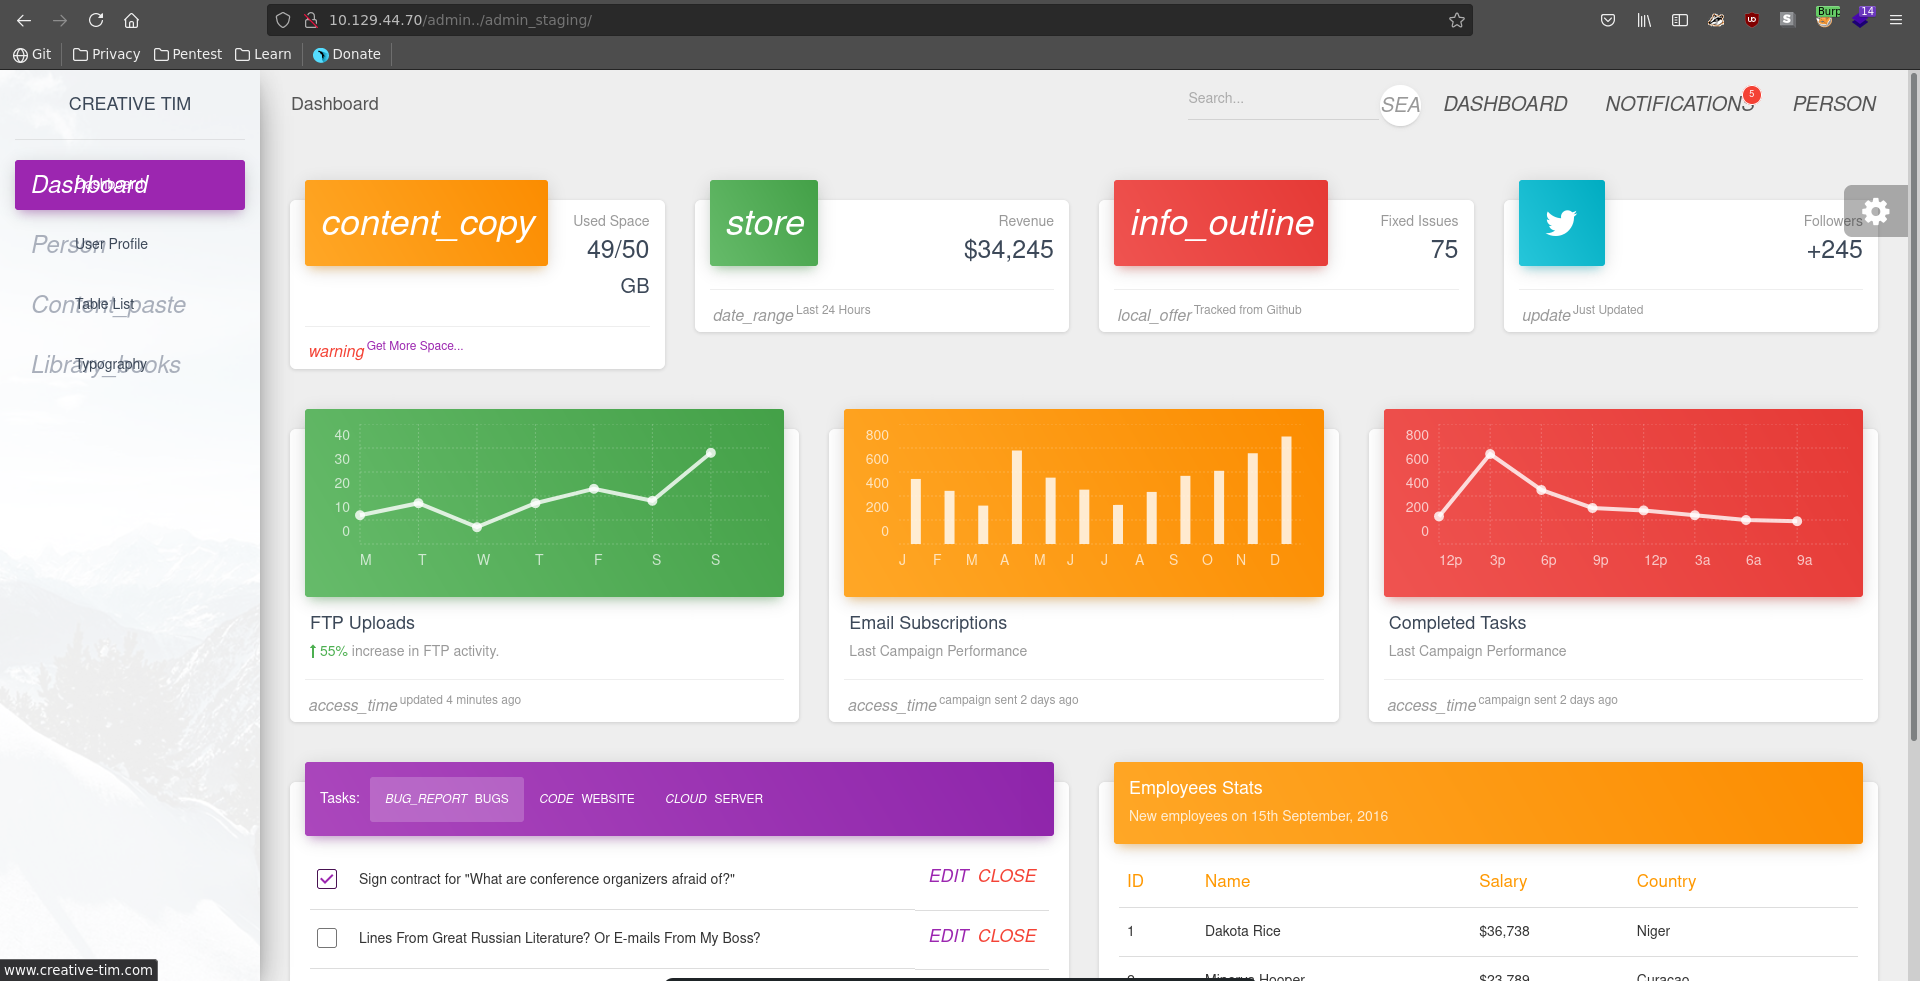 10.129.44.70/admin../admin_staging/
Burp
14
Git
Privacy
Pentest
Learn
Donate
CREATIVE TIM
Dashboard
Search...
SEA
DASHBOARD
NOTIFICATIONS
5
PERSON
Dashboard
Dashboard
Person
User Profile
Content_paste
Table List
Library_books
Typography
content_copy
Used Space
49/50
GB
warning Get More Space...
store
Revenue
$34,245
date_range Last 24 Hours
info_outline
Fixed Issues
75
local_offer Tracked from Github
Followers
+245
update Just Updated
40
30
20
10
0
M T W T F S S
FTP Uploads
55% increase in FTP activity.
access_time updated 4 minutes ago
800
600
400
200
0
J F M A M J J A S O N D
Email Subscriptions
Last Campaign Performance
access_time campaign sent 2 days ago
800
600
400
200
0
12p 3p 6p 9p 12p 3a 6a 9a
Completed Tasks
Last Campaign Performance
access_time campaign sent 2 days ago
Tasks: BUG_REPORT BUGS CODE WEBSITE CLOUD SERVER
Sign contract for "What are conference organizers afraid of?" EDIT CLOSE
Lines From Great Russian Literature? Or E-mails From My Boss? EDIT CLOSE
Employees Stats
New employees on 15th September, 2016
ID Name Salary Country
1 Dakota Rice $36,738 Niger
2 Minerva Hooper $23,789 Curaçao
www.creative-tim.com